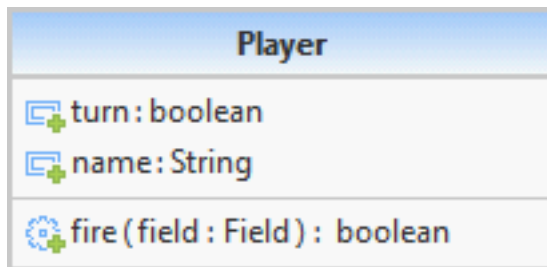 Player
turn : boolean
name : String
fire ( field : Field ) : boolean